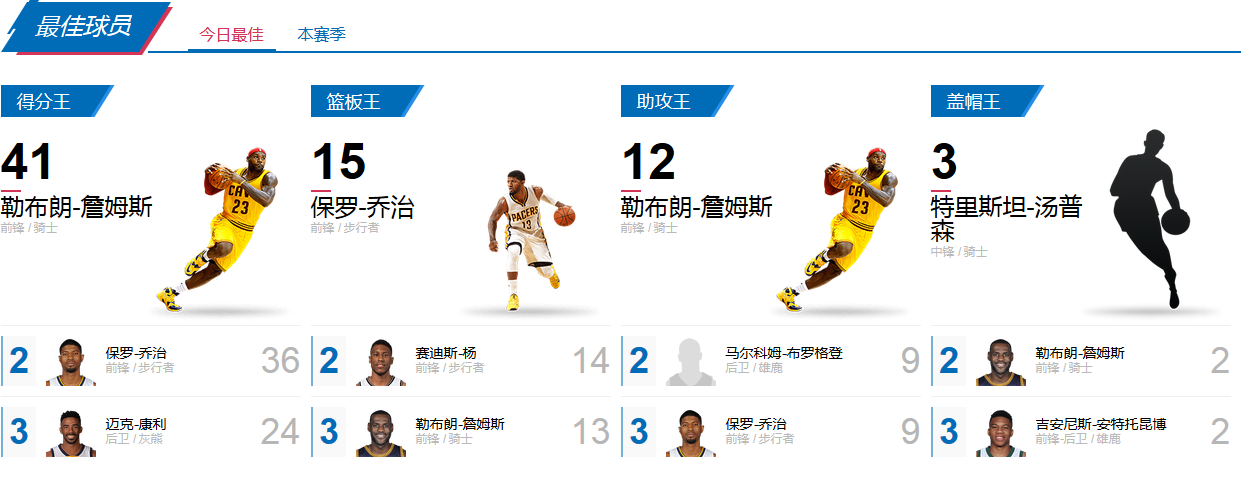 最佳球员
今日最佳 本赛季
得分王
41
勒布朗-詹姆斯
前锋 / 骑士
CAV
23
2
保罗-乔治
前锋 / 步行者
36
3
迈克-康利
后卫 / 灰熊
24
篮板王
15
保罗-乔治
前锋 / 步行者
PACERS
13
2
赛迪斯-杨
前锋 / 步行者
14
3
勒布朗-詹姆斯
前锋 / 骑士
13
助攻王
12
勒布朗-詹姆斯
前锋 / 骑士
CAV
23
2
马尔科姆-布罗格登
后卫 / 雄鹿
9
3
保罗-乔治
前锋 / 步行者
9
盖帽王
3
特里斯坦-汤普
森
中锋 / 骑士
2
勒布朗-詹姆斯
前锋 / 骑士
2
3
吉安尼斯-安特托昆博
前锋-后卫 / 雄鹿
2